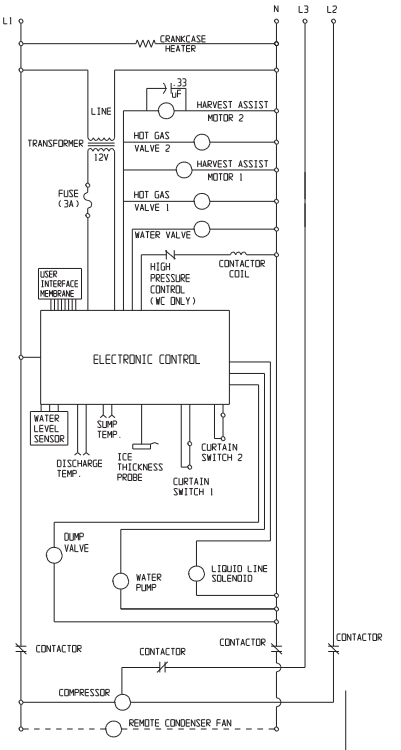 L1
N
L3
L2
CRANKCASE
HEATER
.33
uF
LINE
HARVEST ASSIST
MOTOR 2
TRANSFORMER
12V
HOT GAS
VALVE 2
HARVEST ASSIST
MOTOR 1
FUSE
(3A)
HOT GAS
VALVE 1
WATER VALVE
USER
INTERFACE
MEMBRANE
HIGH
PRESSURE
CONTROL
(WC ONLY)
CONTACTOR
COIL
ELECTRONIC CONTROL
WATER
LEVEL
SENSOR
SUMP
TEMP.
DISCHARGE
TEMP.
ICE
THICKNESS
PROBE
CURTAIN
SWITCH 2
CURTAIN
SWITCH 1
DUMP
VALVE
WATER
PUMP
LIQUID LINE
SOLENOID
CONTACTOR
CONTACTOR
CONTACTOR
CONTACTOR
COMPRESSOR
REMOTE CONDENSER FAN